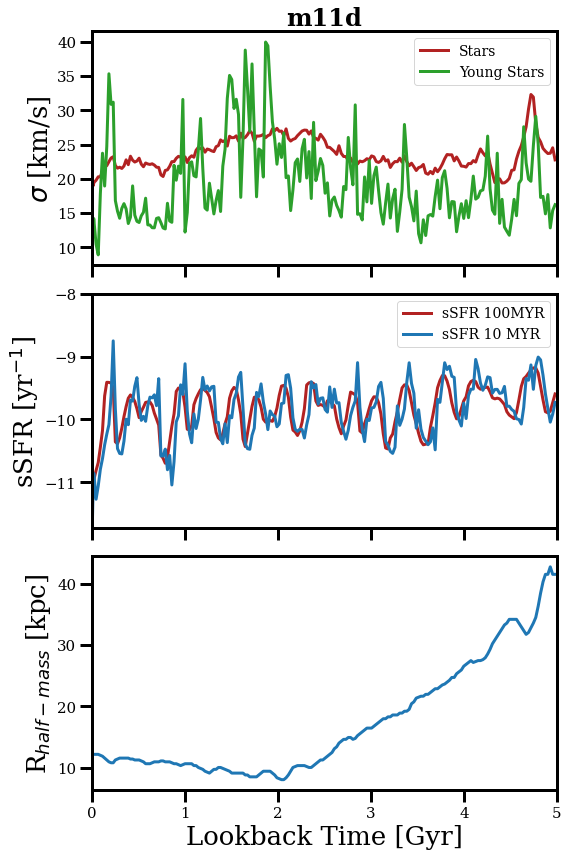 m11d
σ [km/s]
40
35
30
25
20
15
10
Stars
Young Stars
sSFR [yr⁻¹]
−8
−9
−10
−11
sSFR 100MYR
sSFR 10 MYR
R_half−mass [kpc]
40
30
20
10
0 1 2 3 4 5
Lookback Time [Gyr]